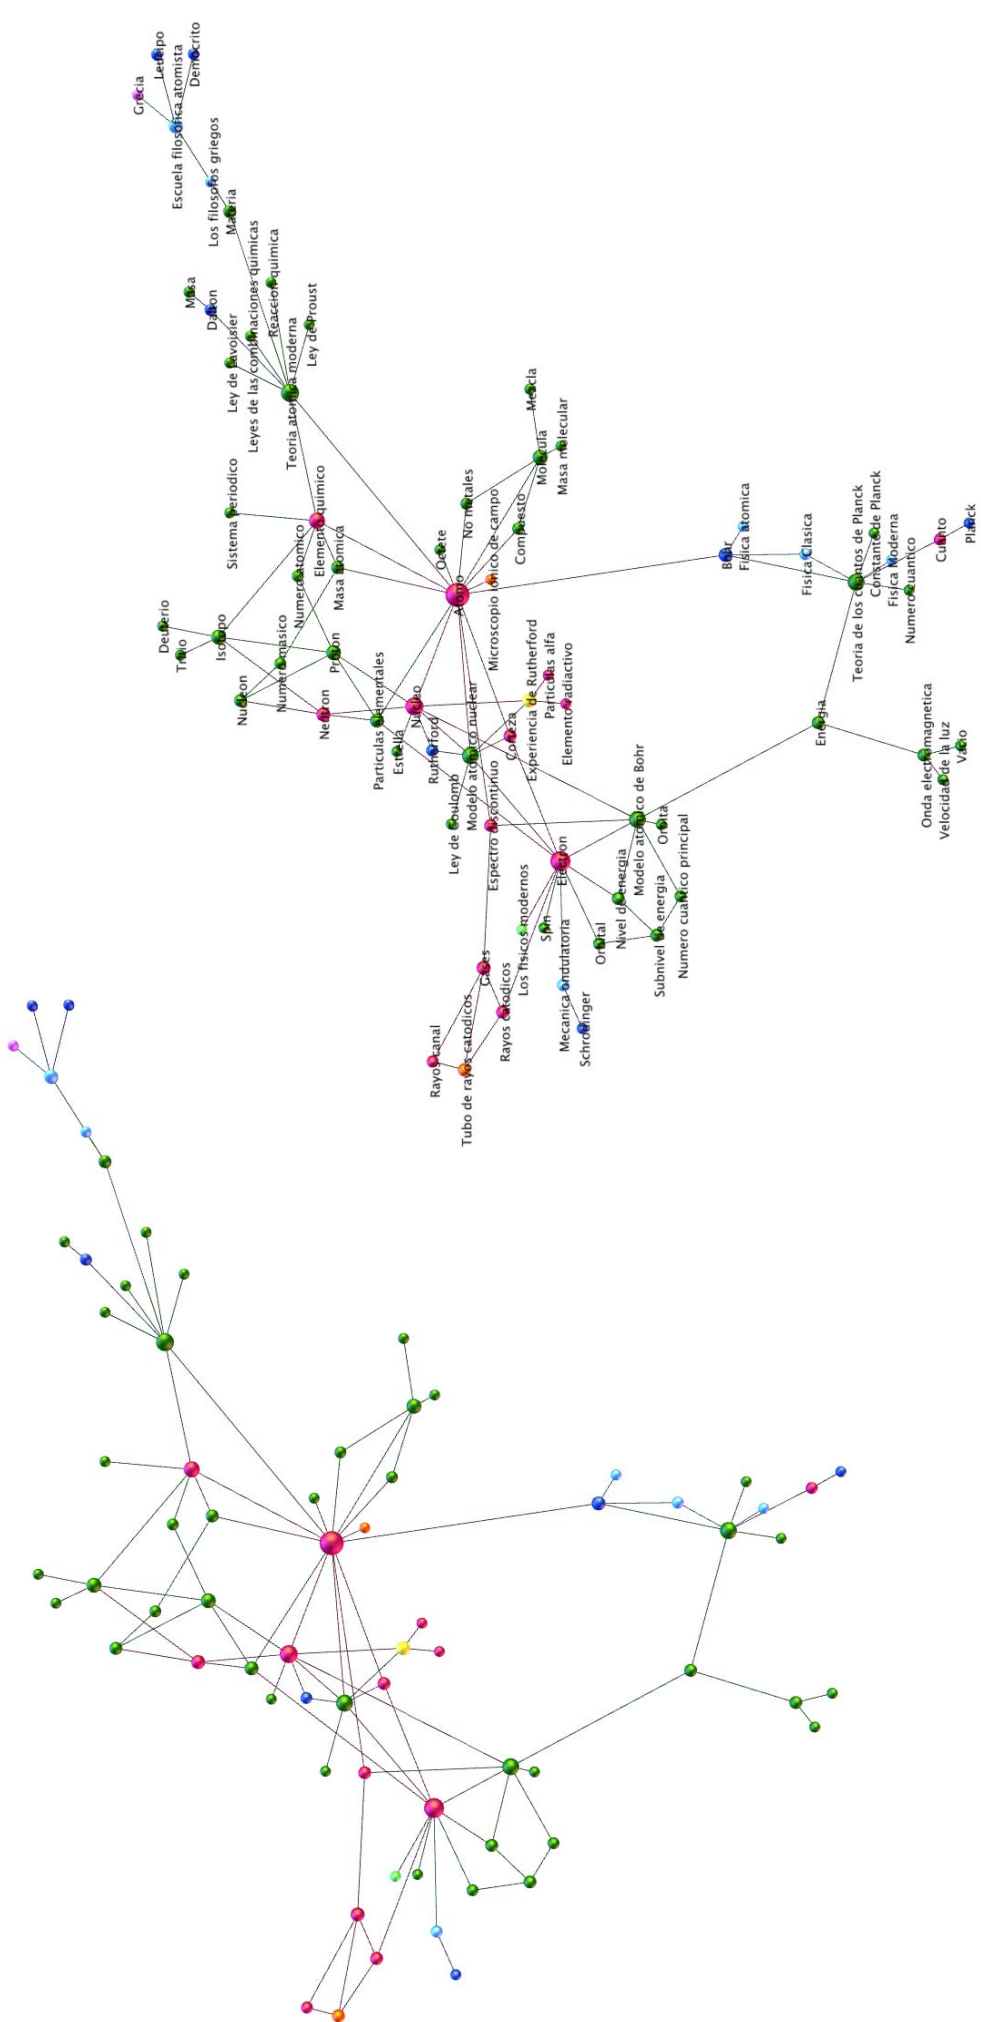 Leucipo
Democrito
Grecia
Escuela filosofica atomista
Los filosofos griegos
Materia
Masa
Dalton
Ley de Lavoisier
Leyes de las combinaciones quimicas
Reaccion quimica
Ley de Proust
Teoria atomica moderna
Sistema periodico
Elemento quimico
Numero atomico
Masa atomica
Mezcla
Molecula
Masa molecular
No metales
Compuesto
Octete
Microscopio ionico de campo
Atomo
Deuterio
Tritio
Isotopo
Numero masico
Proton
Nucleon
Neutron
Particulas elementales
Estrella
Nucleo
Rutherford
Modelo atomico nuclear
Corteza
Experiencia de Rutherford
Particulas alfa
Elemento radiactivo
Ley de Coulomb
Espectro discontinuo
Bohr
Fisica atomica
Fisica Clasica
Teoria de los cuantos de Planck
Constante de Planck
Fisica Moderna
Numero cuantico
Cuanto
Planck
Energia
Onda electromagnetica
Velocidad de la luz
Vacio
Modelo atomico de Bohr
Orbita
Electron
Nivel de energia
Subnivel de energia
Numero cuantico principal
Orbital
Spin
Los fisicos modernos
Mecanica ondulatoria
Schrodinger
Gases
Rayos catodicos
Rayos canal
Tubo de rayos catodicos